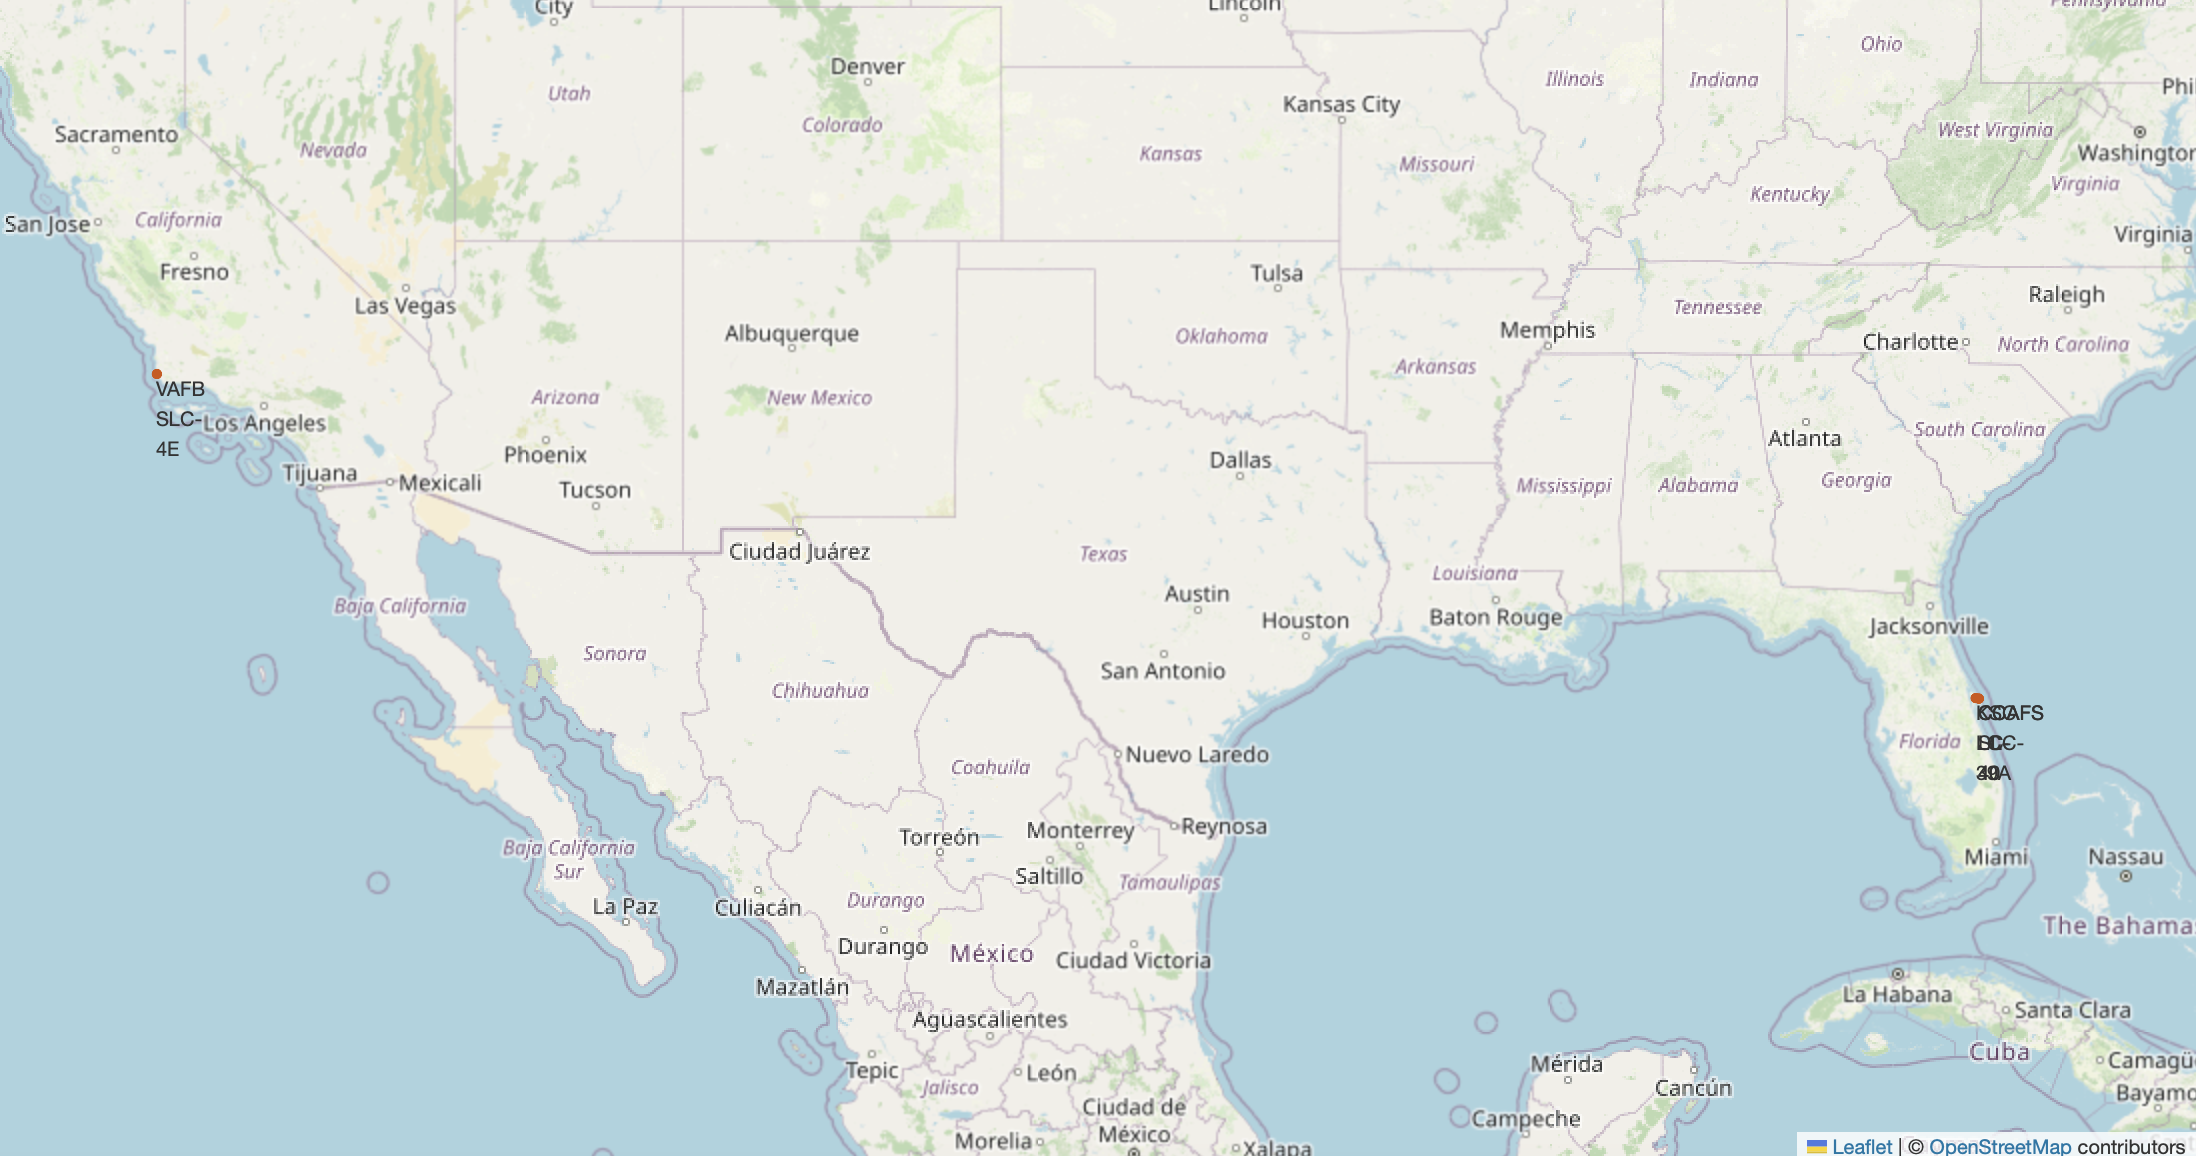 City
Lincoln
Pennsylvania
Ohio
Denver
Utah
Illinois
Indiana
Phil
Kansas City
Colorado
Sacramento
Nevada
West Virginia
Washington
Kansas
Missouri
Virginia
Kentucky
San Jose
California
Virginia
Fresno
Tulsa
Las Vegas
Raleigh
Tennessee
Albuquerque
Oklahoma
Memphis
Charlotte
North Carolina
Arkansas
VAFB
SLC-
4E
Arizona
New Mexico
Los Angeles
South Carolina
Atlanta
Phoenix
Dallas
Tijuana
Mexicali
Tucson
Mississippi
Alabama
Georgia
Ciudad Juárez
Texas
Louisiana
Austin
Baja California
Houston
Baton Rouge
Jacksonville
Sonora
San Antonio
Chihuahua
Florida
Nuevo Laredo
Coahuila
Torreón
Monterrey
Reynosa
Baja California
Sur
Miami
Nassau
Saltillo
Tamaulipas
La Paz
Culiacán
Durango
The Bahamas
Durango
México
Ciudad Victoria
Mazatlán
La Habana
Santa Clara
Aguascalientes
Cuba
Mérida
Camagüe
Tepic
Jalisco
León
Cancún
Bayamo
Ciudad de
México
Campeche
Morelia
Xalapa
Leaflet | © OpenStreetMap contributors